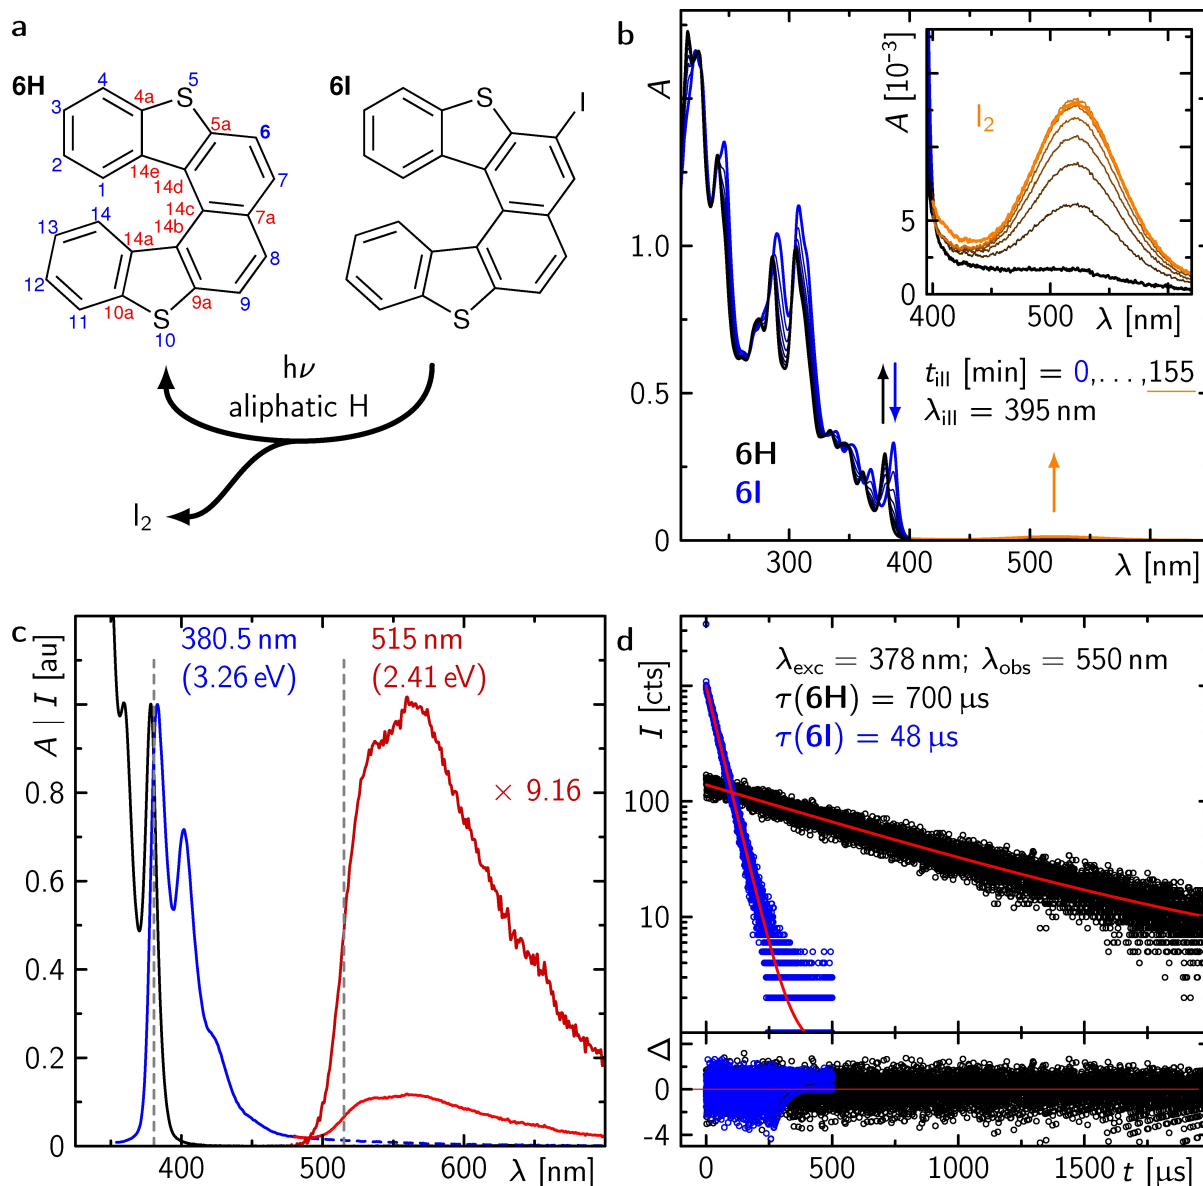 a
6H
4
5
S
3
4a
5a
6
2
14e
1
14d
7
14
14c
13
14b
7a
14a
8
12
9a
9
11
10a
S
10
6I
S
I
S
hν
aliphatic H
I₂
b
A
1.0
0.5
0
300
400
500
λ [nm]
6H
6I
t_ill [min] = 0,...,155
λ_ill = 395 nm
A [10⁻³]
I₂
5
0
400
500
λ [nm]
c
A | I [au]
380.5 nm
(3.26 eV)
515 nm
(2.41 eV)
× 9.16
0.8
0.6
0.4
0.2
0
400
500
600
λ [nm]
d
I [cts]
λ_exc = 378 nm; λ_obs = 550 nm
τ(6H) = 700 μs
τ(6I) = 48 μs
100
10
Δ
0
-4
0
500
1000
1500
t [μs]